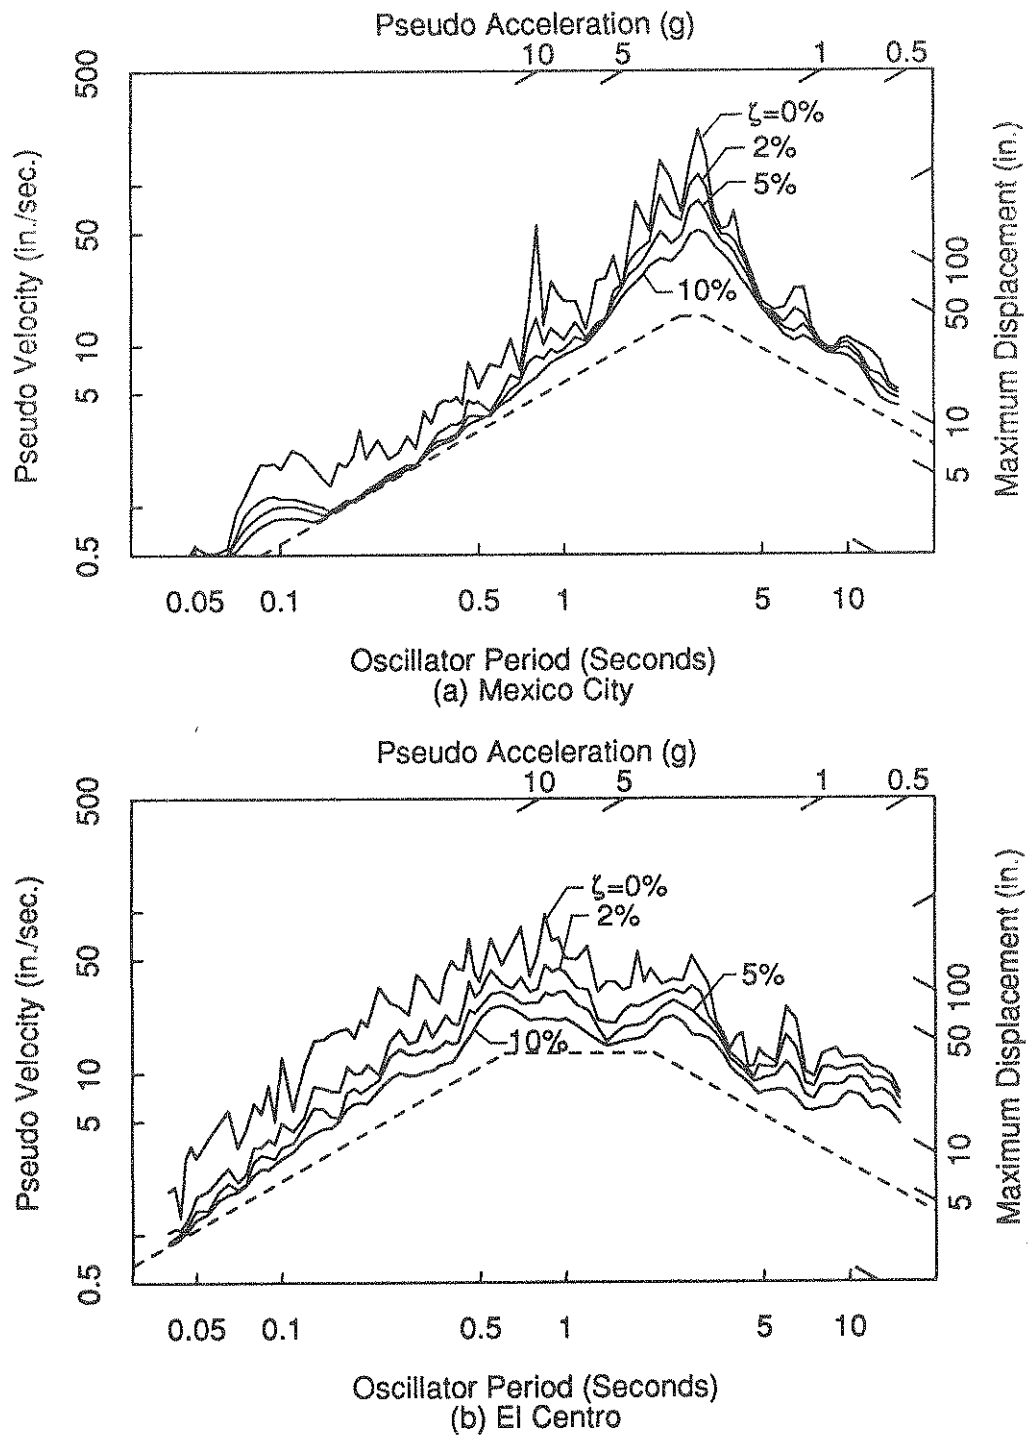 Pseudo Acceleration (g)
10 5 1 0.5
500
50
10
5
0.5
Pseudo Velocity (in./sec.)
ζ=0%
2%
5%
10%
100
50
10
5
Maximum Displacement (in.)
0.05 0.1 0.5 1 5 10
Oscillator Period (Seconds)
(a) Mexico City
Pseudo Acceleration (g)
10 5 1 0.5
500
50
10
5
0.5
Pseudo Velocity (in./sec.)
ζ=0%
2%
5%
10%
100
50
10
5
Maximum Displacement (in.)
0.05 0.1 0.5 1 5 10
Oscillator Period (Seconds)
(b) El Centro